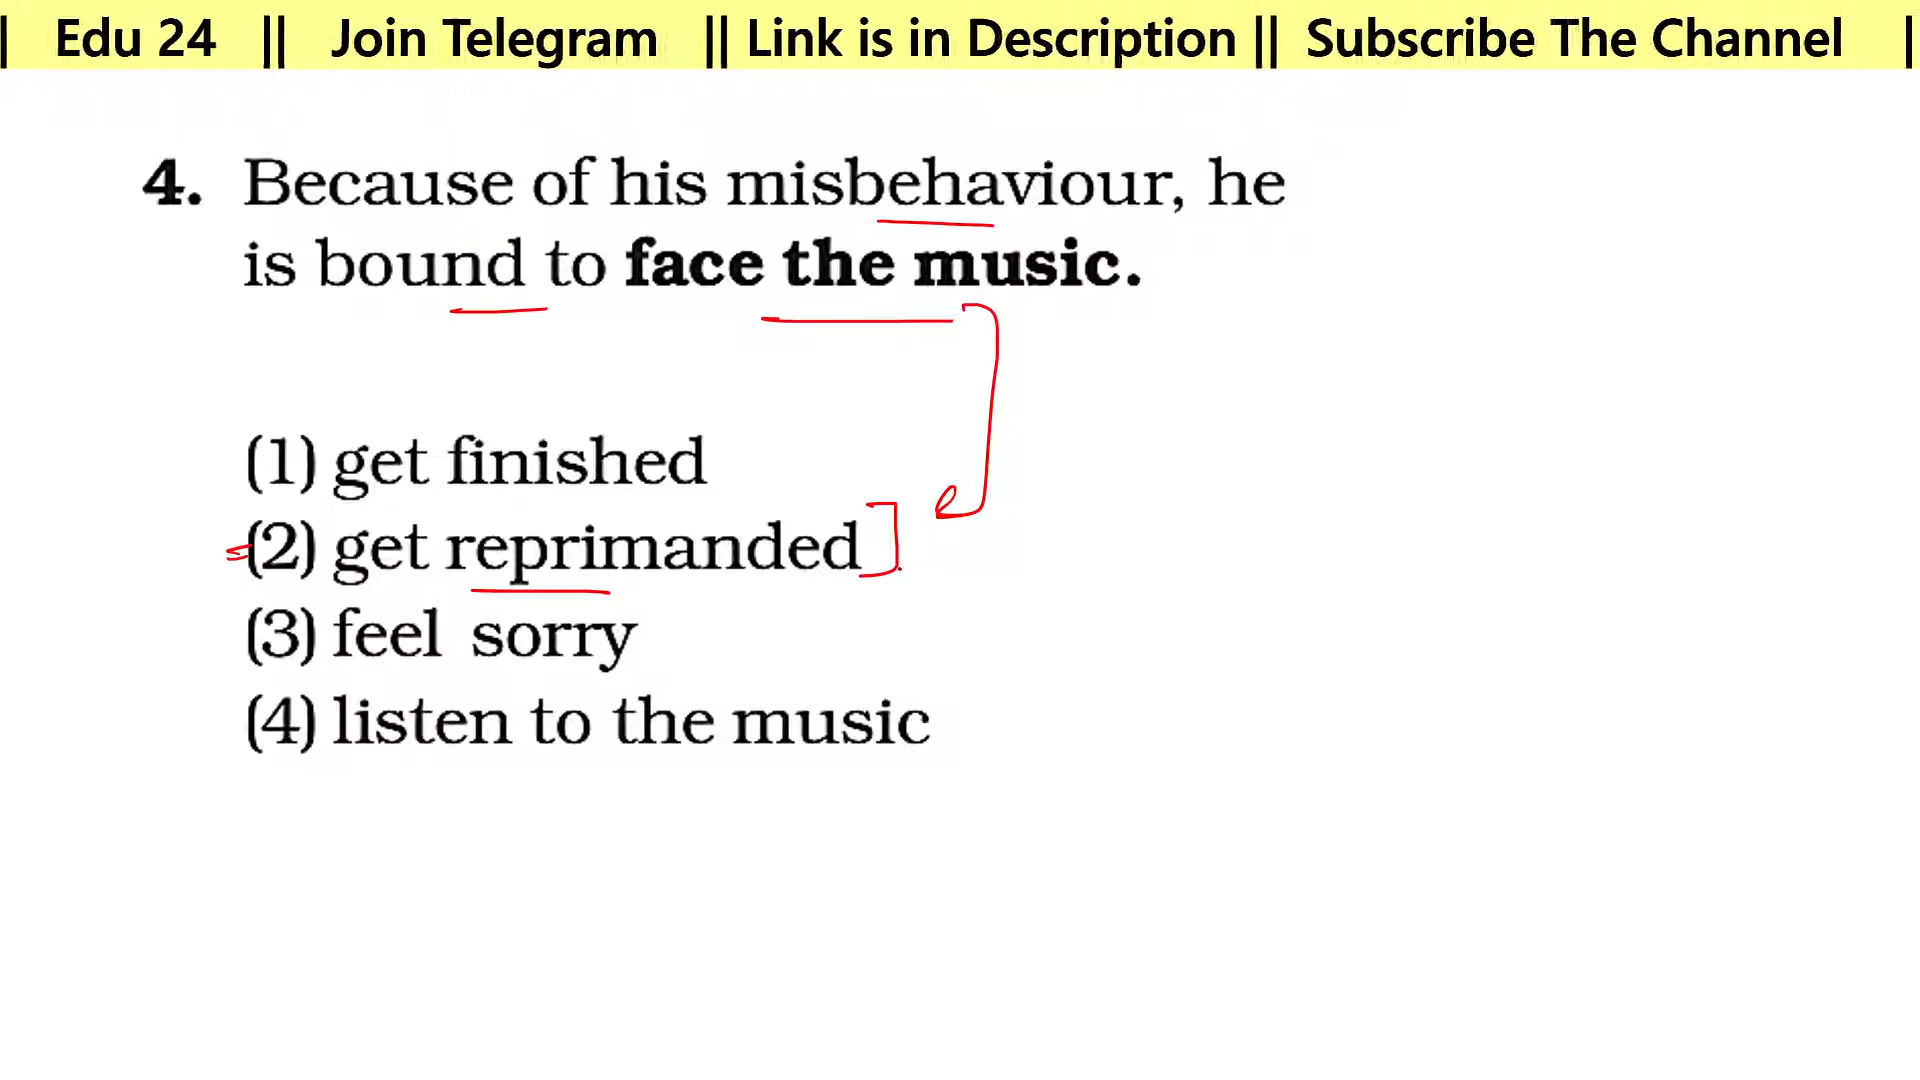 | Edu 24 || Join Telegram || Link is in Description || Subscribe The Channel |
4. Because of his misbehaviour, he
is bound to face the music.
(1) get finished
(2) get reprimanded
(3) feel sorry
(4) listen to the music